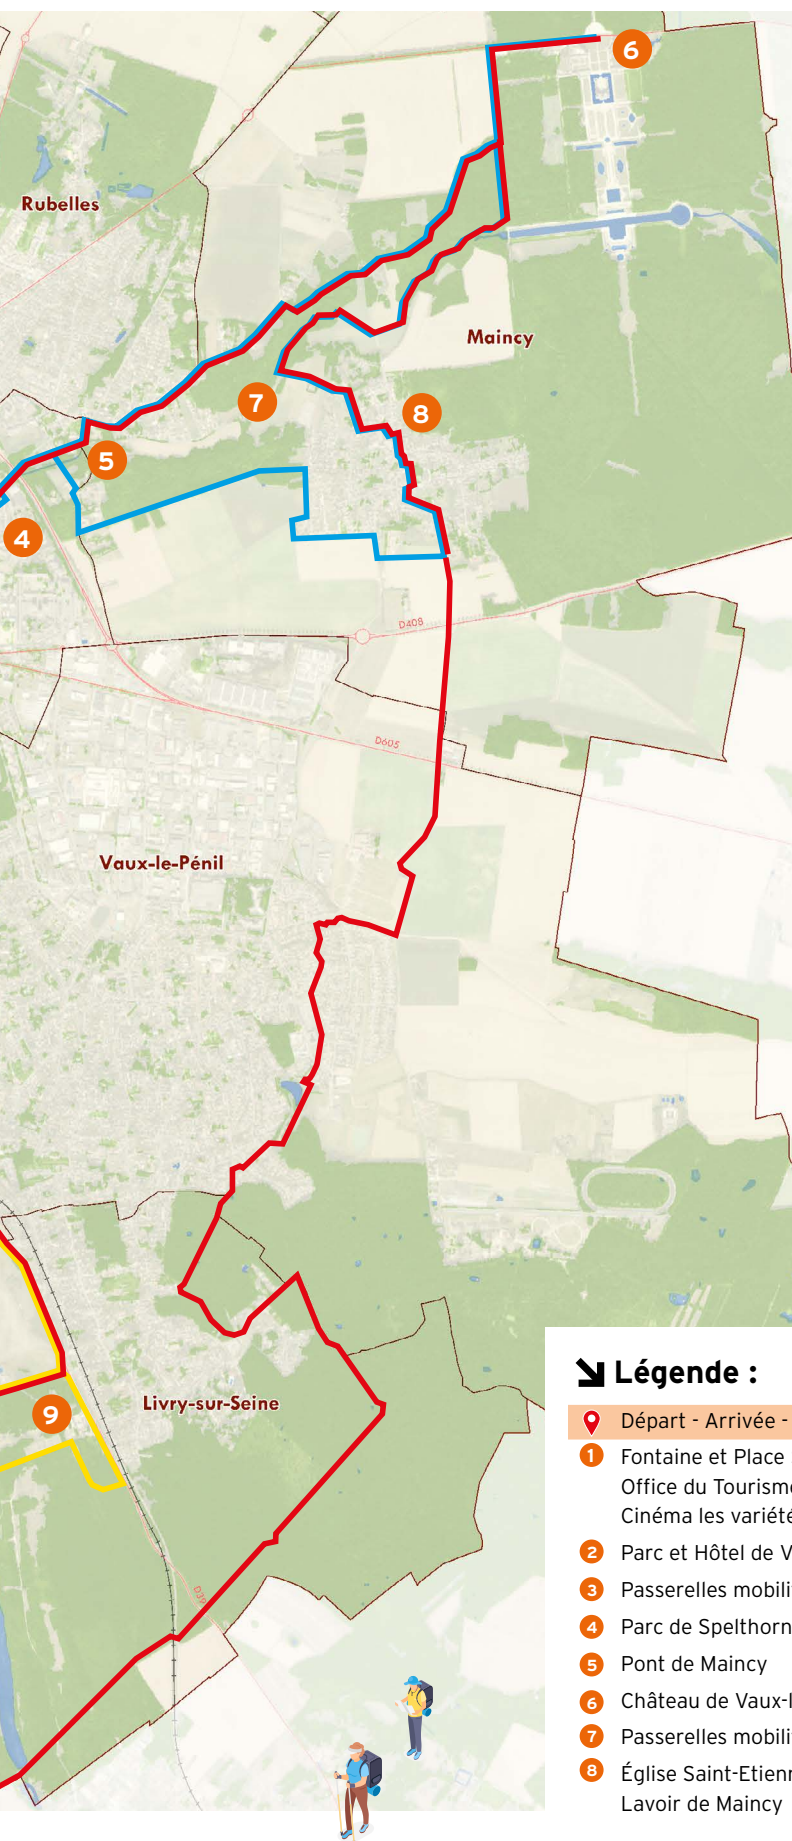 6
Rubelles
Maincy
7
8
5
4
D408
D605
Vaux-le-Pénil
9
Livry-sur-Seine
D39
Légende :
Départ - Arrivée -
1 Fontaine et Place
Office du Tourisme
Cinéma les variété
2 Parc et Hôtel de V
3 Passerelles mobili
4 Parc de Spelthorn
5 Pont de Maincy
6 Château de Vaux-l
7 Passerelles mobili
8 Église Saint-Etienn
Lavoir de Maincy